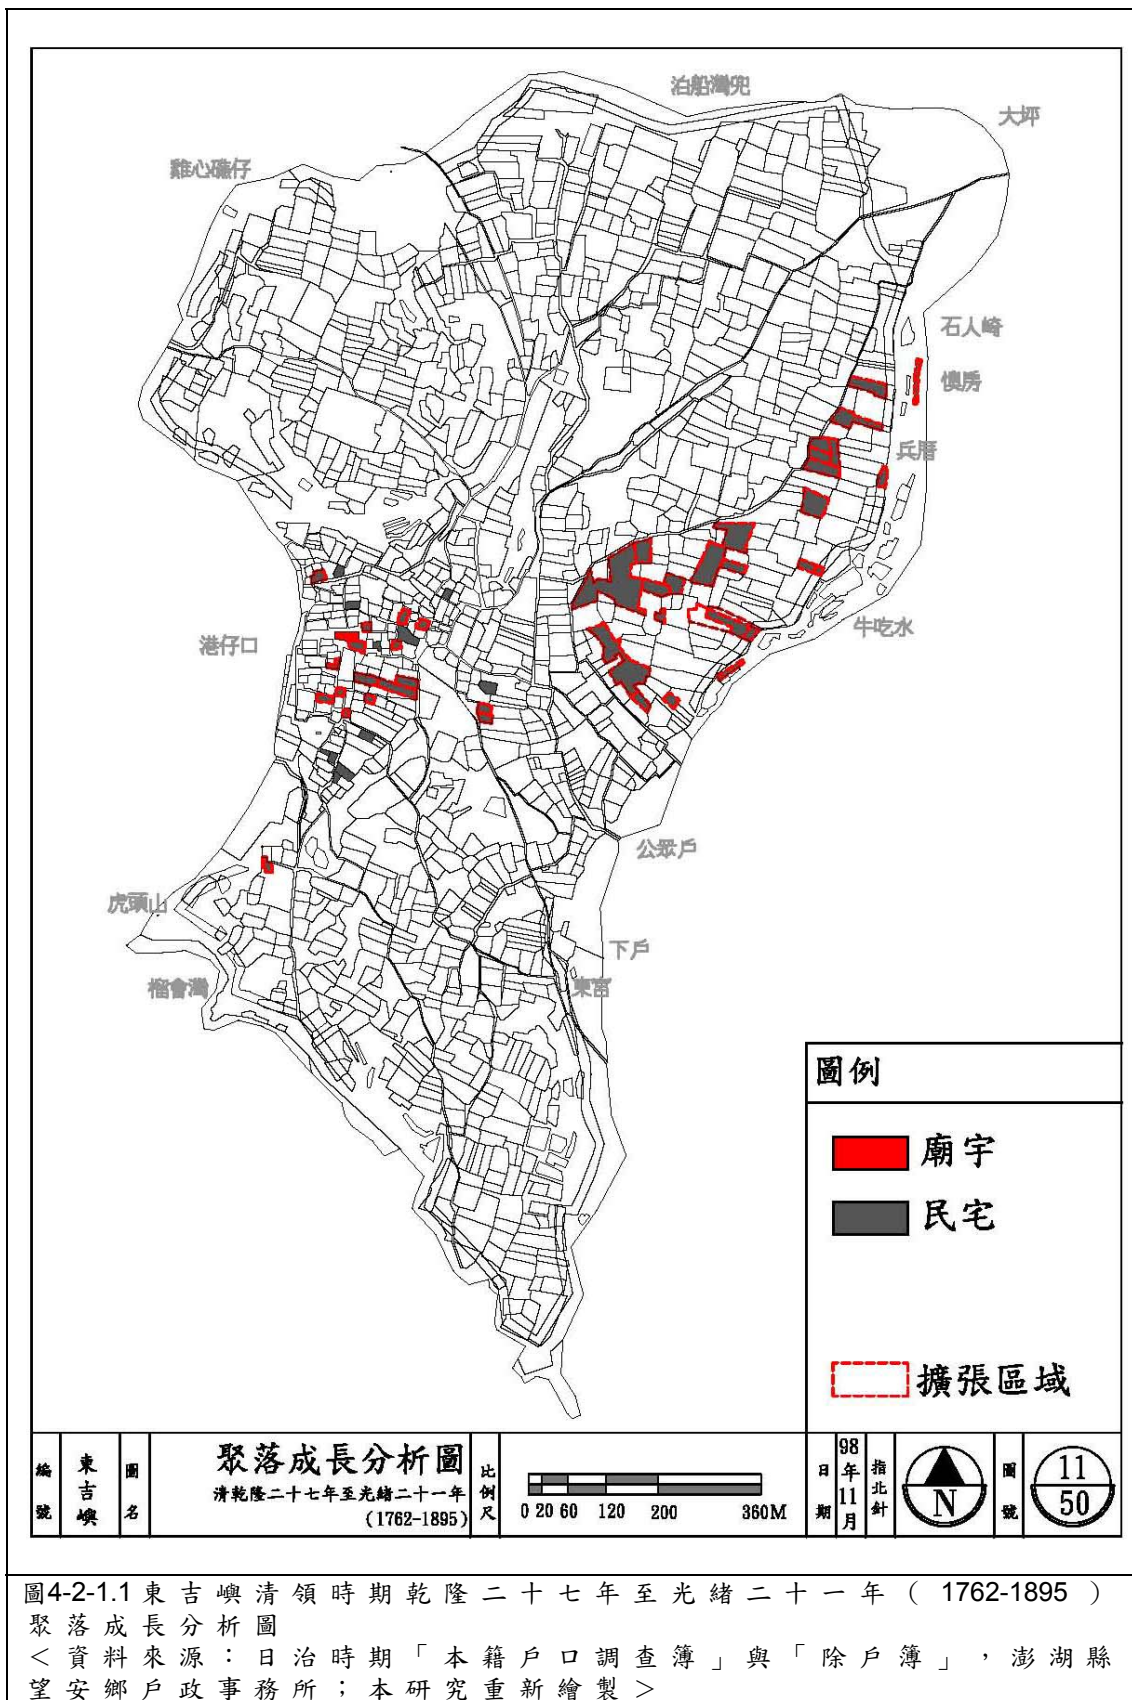 泊船灣兜
大坪
雞心礁仔
石人崎
懊房
兵厝
牛吃水
港仔口
公眾戶
虎頭山
下戶
東宮
榴會灣
圖例
廟宇
民宅
擴張區域
編號
東吉嶼
圖名
聚落成長分析圖
清乾隆二十七年至光緒二十一年
(1762-1895)
比例尺
0 20 60 120 200 360M
日期
98年11月
指北針
N
圖號
11
50
圖4-2-1.1東吉嶼清領時期乾隆二十七年至光緒二十一年(1762-1895)
聚落成長分析圖
<資料來源：日治時期「本籍戶口調查簿」與「除戶簿」，澎湖縣
望安鄉戶政事務所；本研究重新繪製>